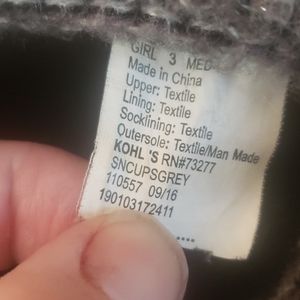 GIRL 3 MED
Made in China
Upper: Textile
Lining: Textile
Socklining: Textile
Outersole: Textile/Man Made
KOHL'S RN#73277
SNCUPSGREY
110557 09/16
190103172411